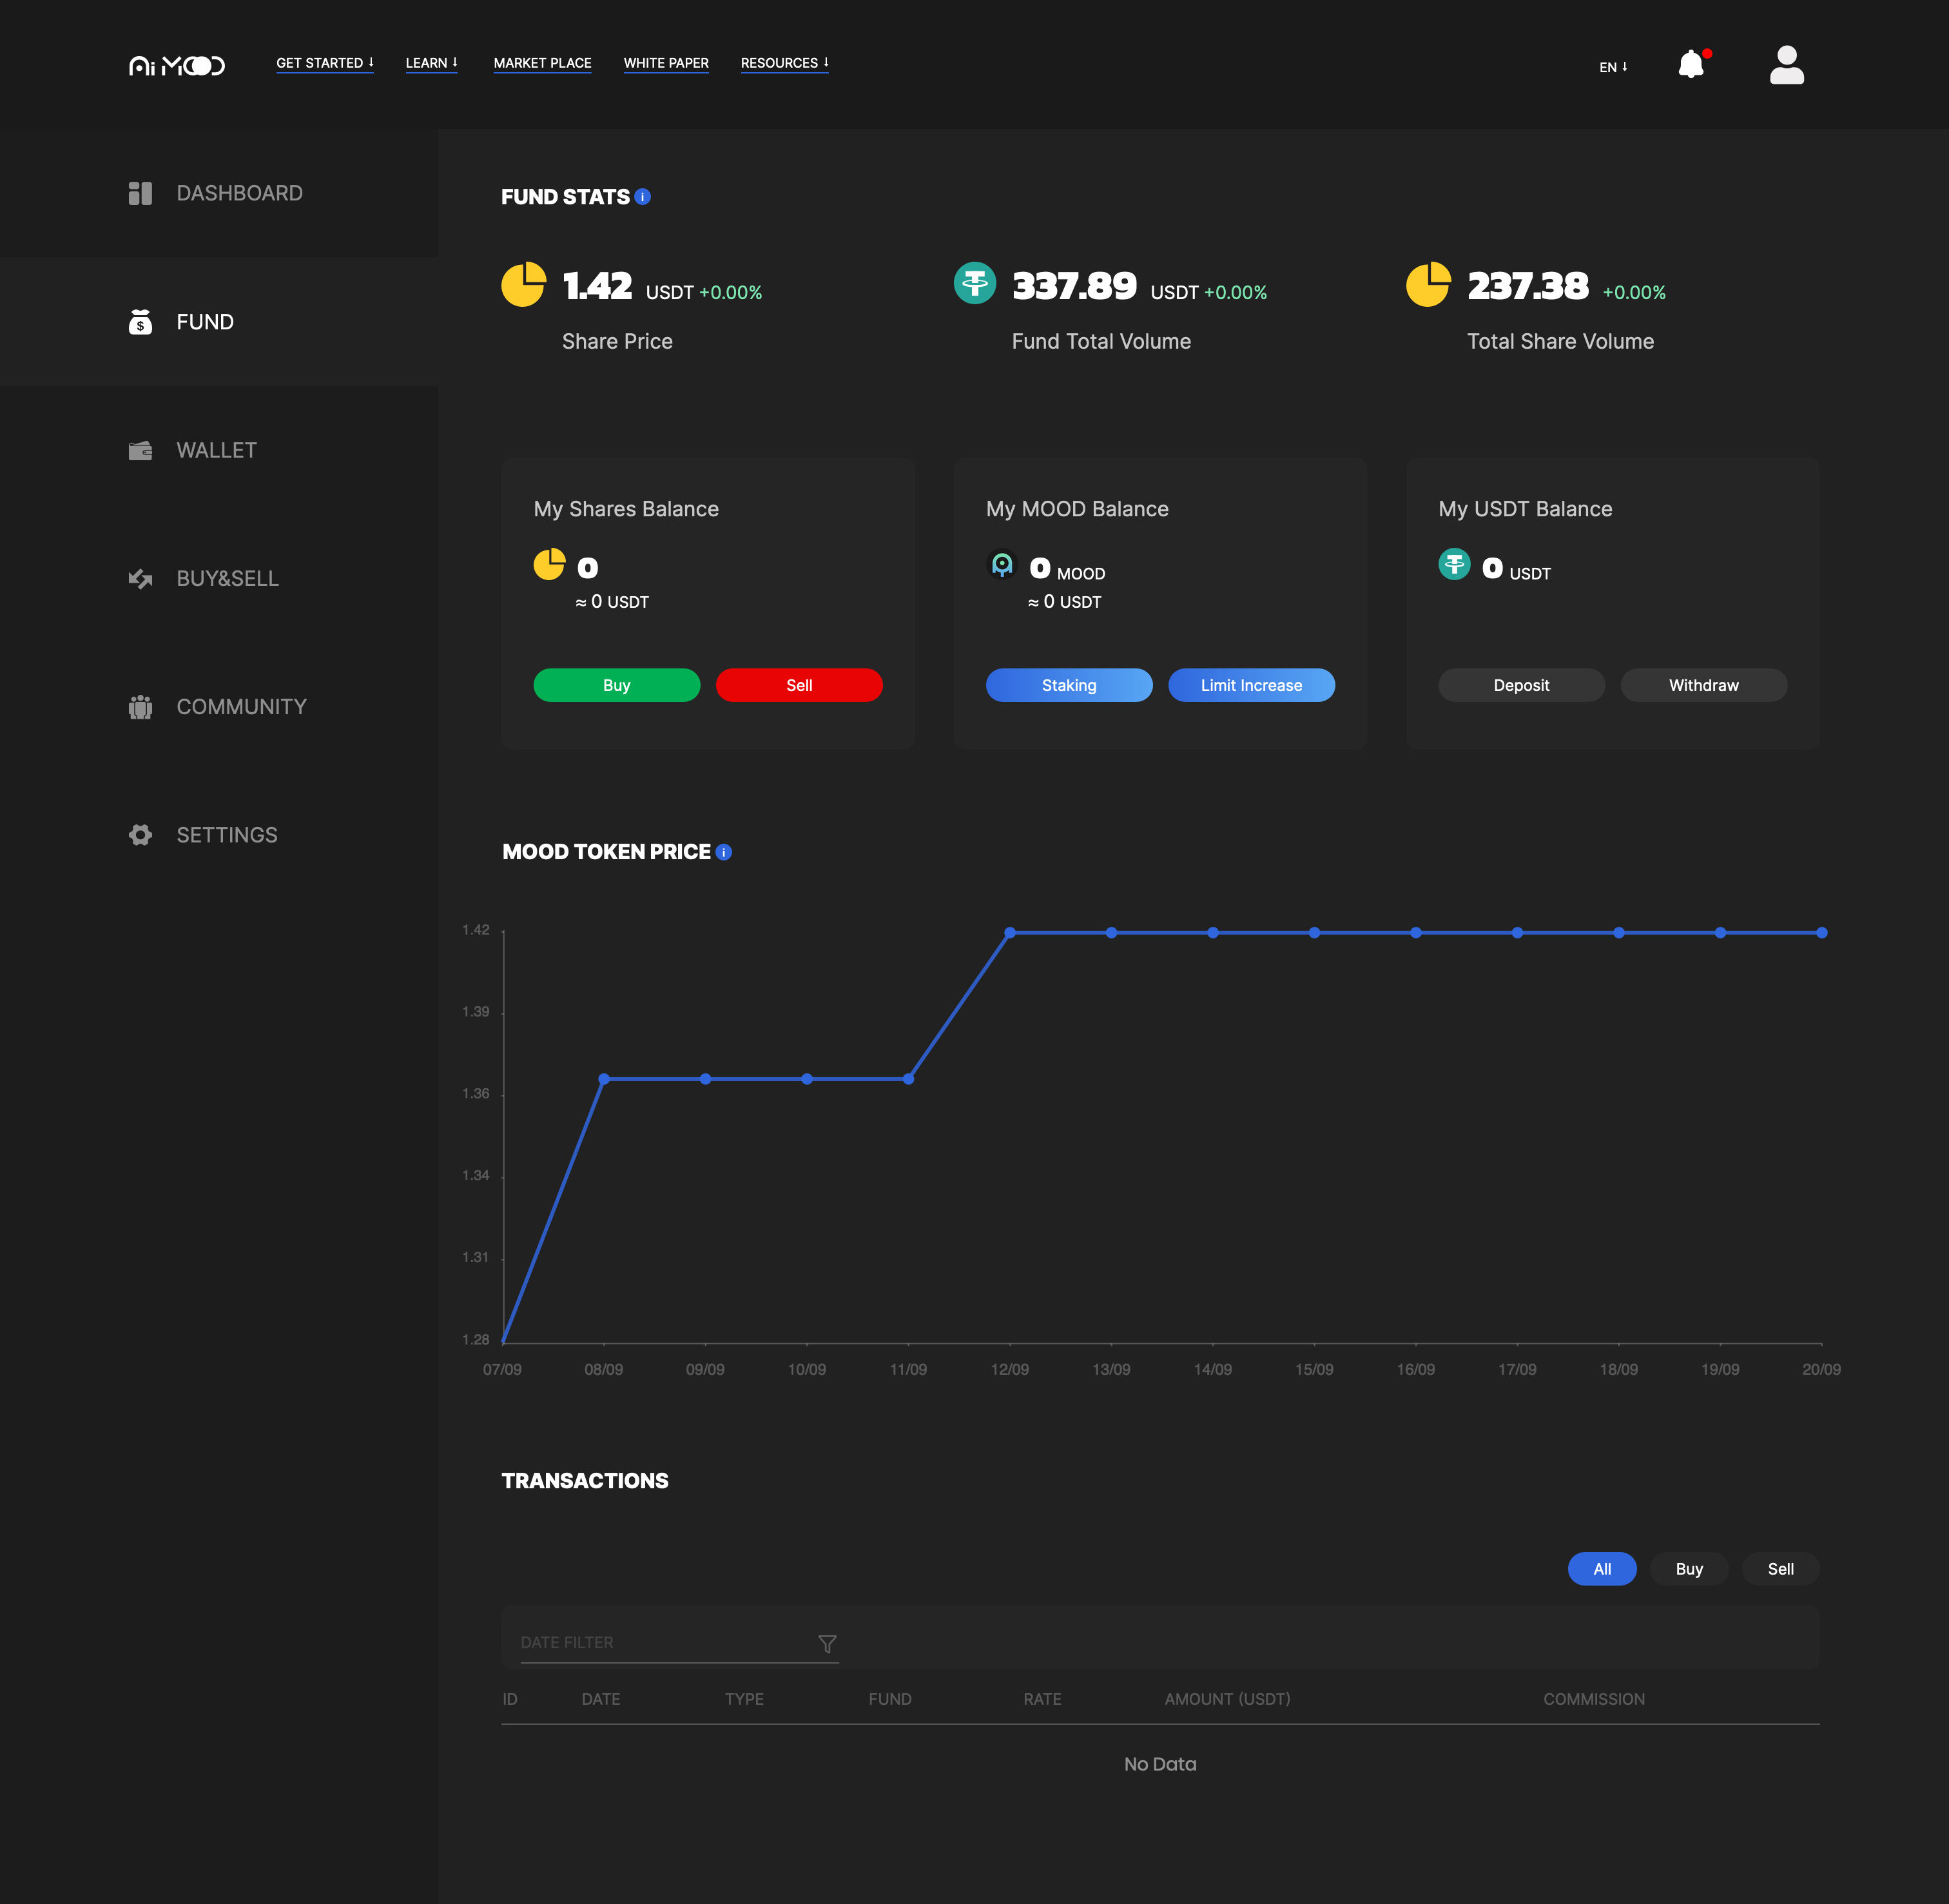 Ai MOOD
GET STARTED ↓ LEARN ↓ MARKET PLACE WHITE PAPER RESOURCES ↓ EN ↓
DASHBOARD
FUND
WALLET
BUY&SELL
COMMUNITY
SETTINGS
FUND STATS i
1.42 USDT +0.00%
Share Price
337.89 USDT +0.00%
Fund Total Volume
237.38 +0.00%
Total Share Volume
My Shares Balance
0
≈ 0 USDT
Buy Sell
My MOOD Balance
0 MOOD
≈ 0 USDT
Staking Limit Increase
My USDT Balance
0 USDT
Deposit Withdraw
MOOD TOKEN PRICE i
1.42
1.39
1.36
1.34
1.31
1.28
07/09 08/09 09/09 10/09 11/09 12/09 13/09 14/09 15/09 16/09 17/09 18/09 19/09 20/09
TRANSACTIONS
All Buy Sell
DATE FILTER
ID DATE TYPE FUND RATE AMOUNT (USDT) COMMISSION
No Data